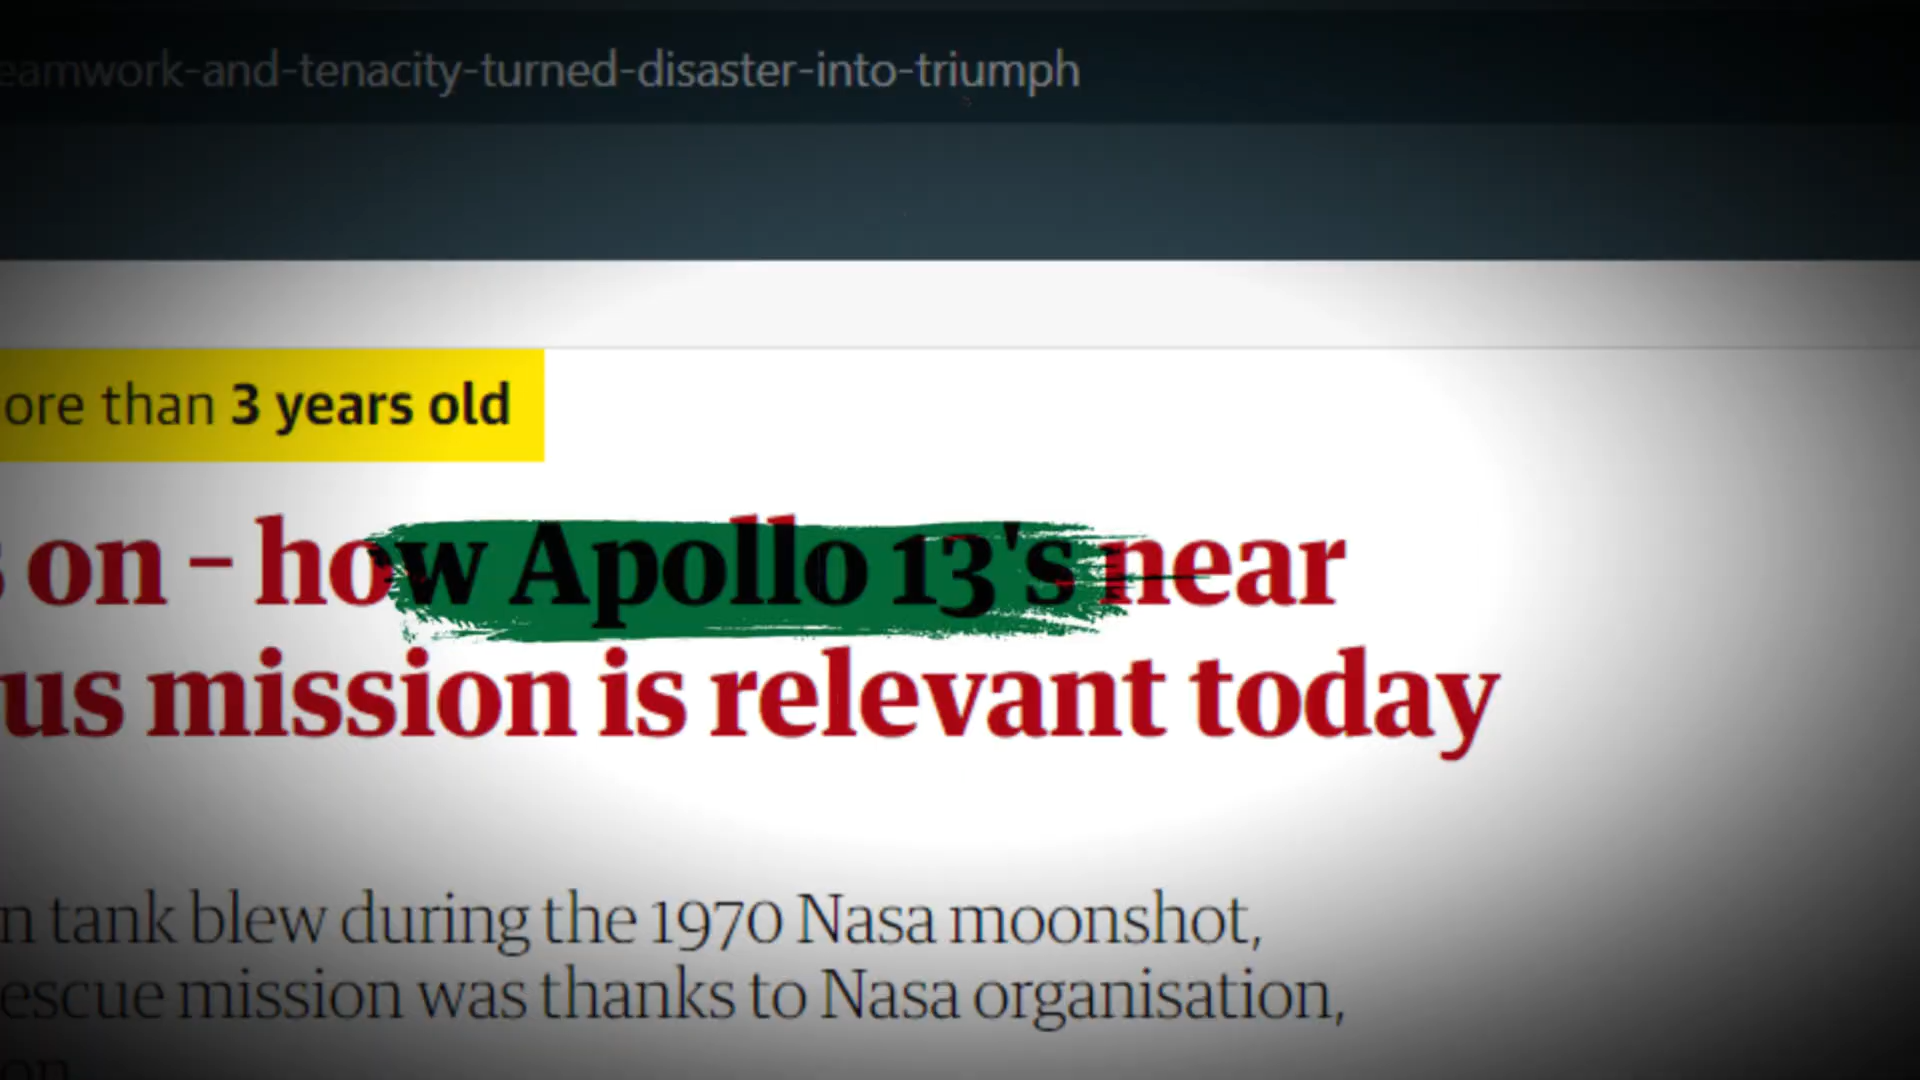 eamwork-and-tenacity-turned-disaster-into-triumph
ore than 3 years old
s on – how Apollo 13's near
us mission is relevant today
n tank blew during the 1970 Nasa moonshot,
escue mission was thanks to Nasa organisation,
on